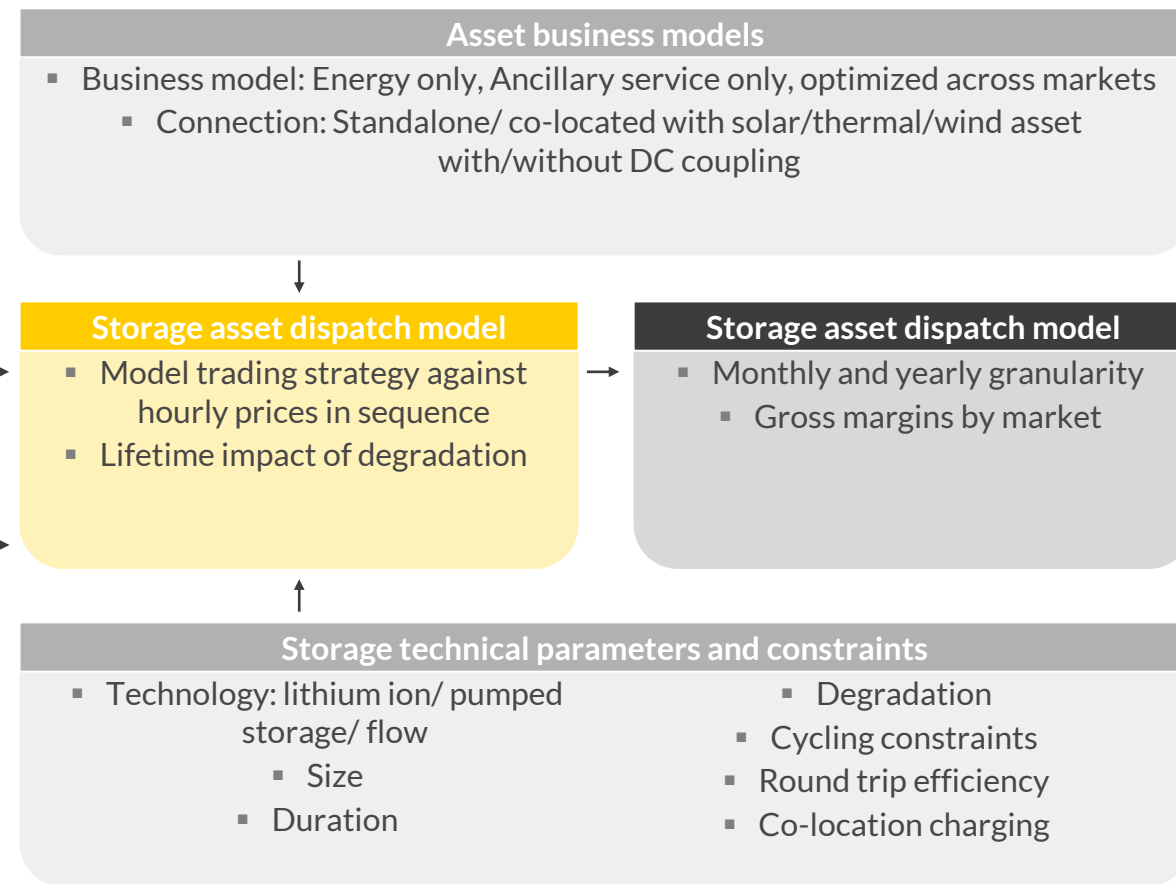 Asset business models
▪ Business model: Energy only, Ancillary service only, optimized across markets
▪ Connection: Standalone/ co-located with solar/thermal/wind asset
with/without DC coupling
Storage asset dispatch model
▪ Model trading strategy against
hourly prices in sequence
▪ Lifetime impact of degradation
Storage asset dispatch model
▪ Monthly and yearly granularity
▪ Gross margins by market
Storage technical parameters and constraints
▪ Technology: lithium ion/ pumped
storage/ flow
▪ Size
▪ Duration
▪ Degradation
▪ Cycling constraints
▪ Round trip efficiency
▪ Co-location charging